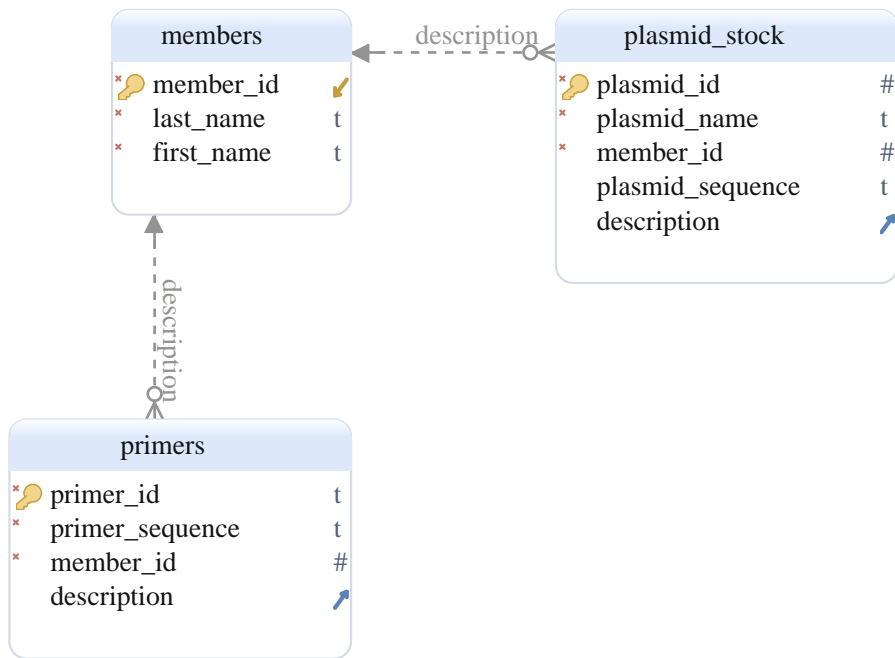 members
member_id
last_name t
first_name t
description
plasmid_stock
plasmid_id #
plasmid_name t
member_id #
plasmid_sequence t
description
description
primers
primer_id t
primer_sequence t
member_id #
description